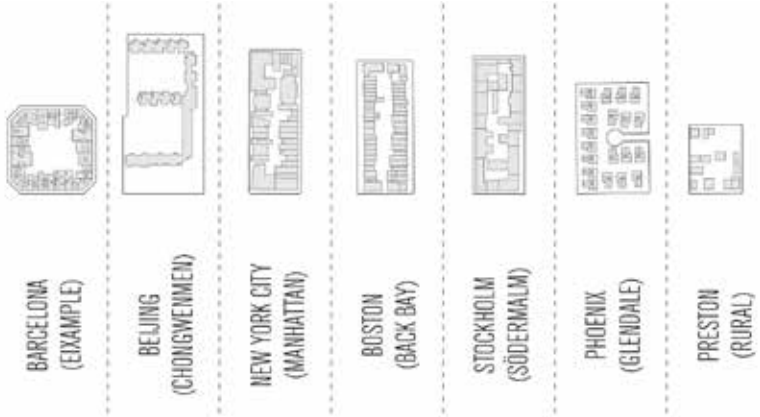 BARCELONA
(EIXAMPLE)
BEIJING
(CHONGWENMEN)
NEW YORK CITY
(MANHATTAN)
BOSTON
(BACK BAY)
STOCKHOLM
(SÖDERMALM)
PHOENIX
(GLENDALE)
PRESTON
(RURAL)